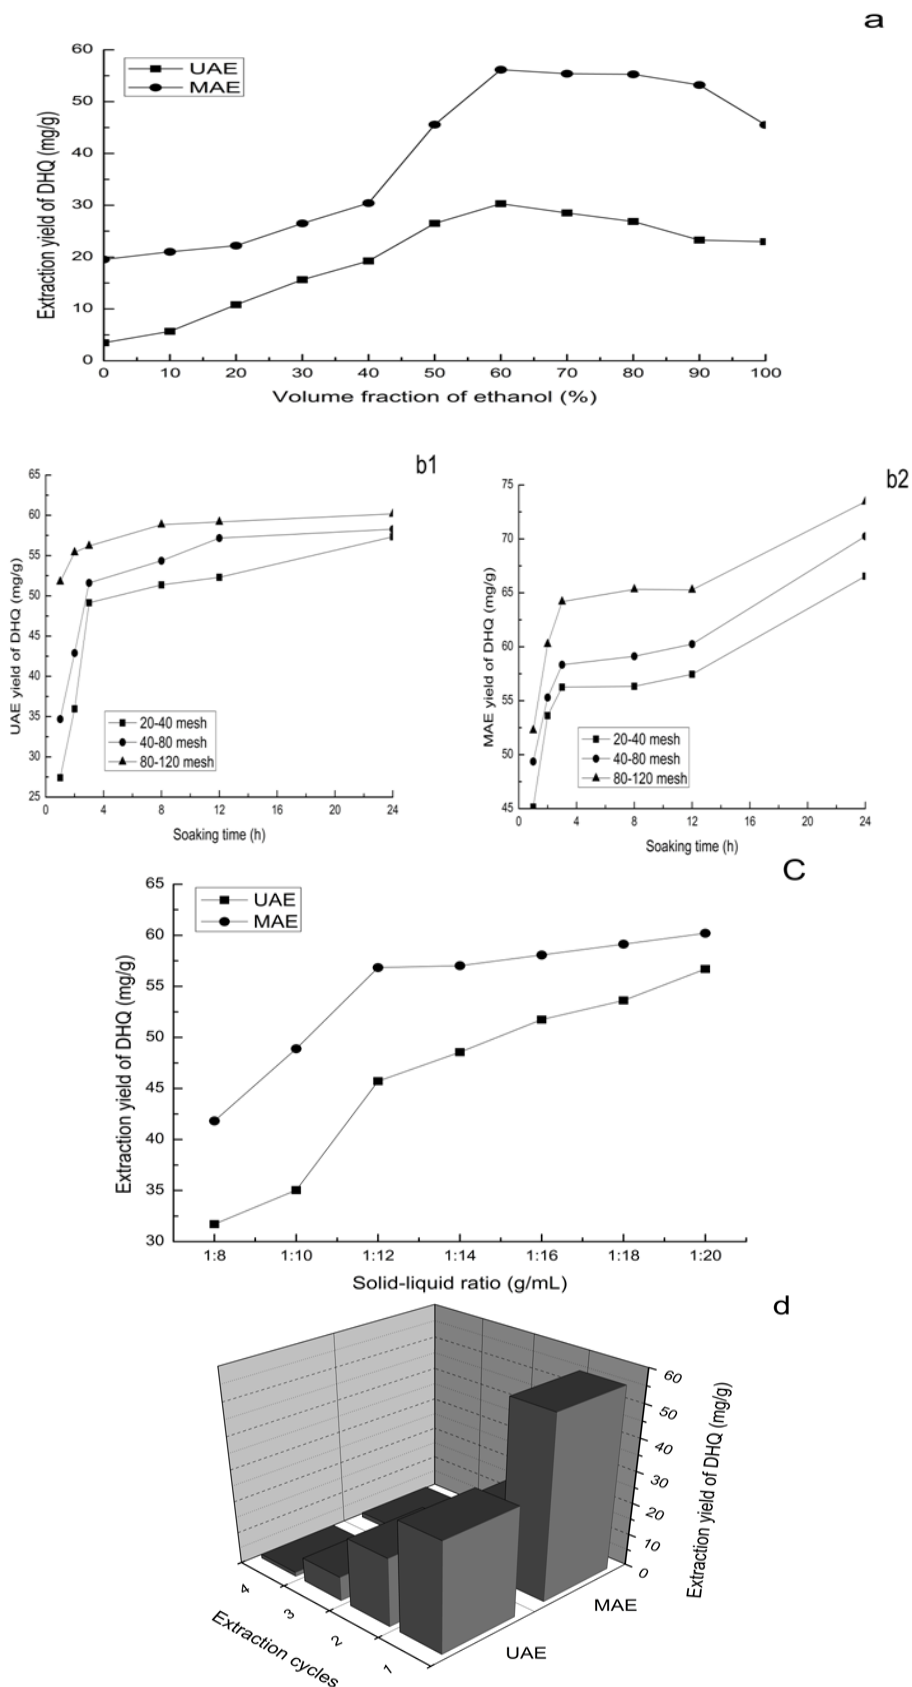 a
60
50
40
30
20
10
0
UAE
MAE
Extraction yield of DHQ (mg/g)
0 10 20 30 40 50 60 70 80 90 100
Volume fraction of ethanol (%)
b1
65
60
55
50
45
40
35
30
25
UAE yield of DHQ (mg/g)
20-40 mesh
40-80 mesh
80-120 mesh
0 4 8 12 16 20 24
Soaking time (h)
b2
75
70
65
60
55
50
45
MAE yield of DHQ (mg/g)
20-40 mesh
40-80 mesh
80-120 mesh
0 4 8 12 16 20 24
Soaking time (h)
C
65
60
55
50
45
40
35
30
UAE
MAE
Extraction yield of DHQ (mg/g)
1:8 1:10 1:12 1:14 1:16 1:18 1:20
Solid-liquid ratio (g/mL)
d
60
50
40
30
20
10
0
Extraction yield of DHQ (mg/g)
4
3
2
1
Extraction cycles
MAE
UAE